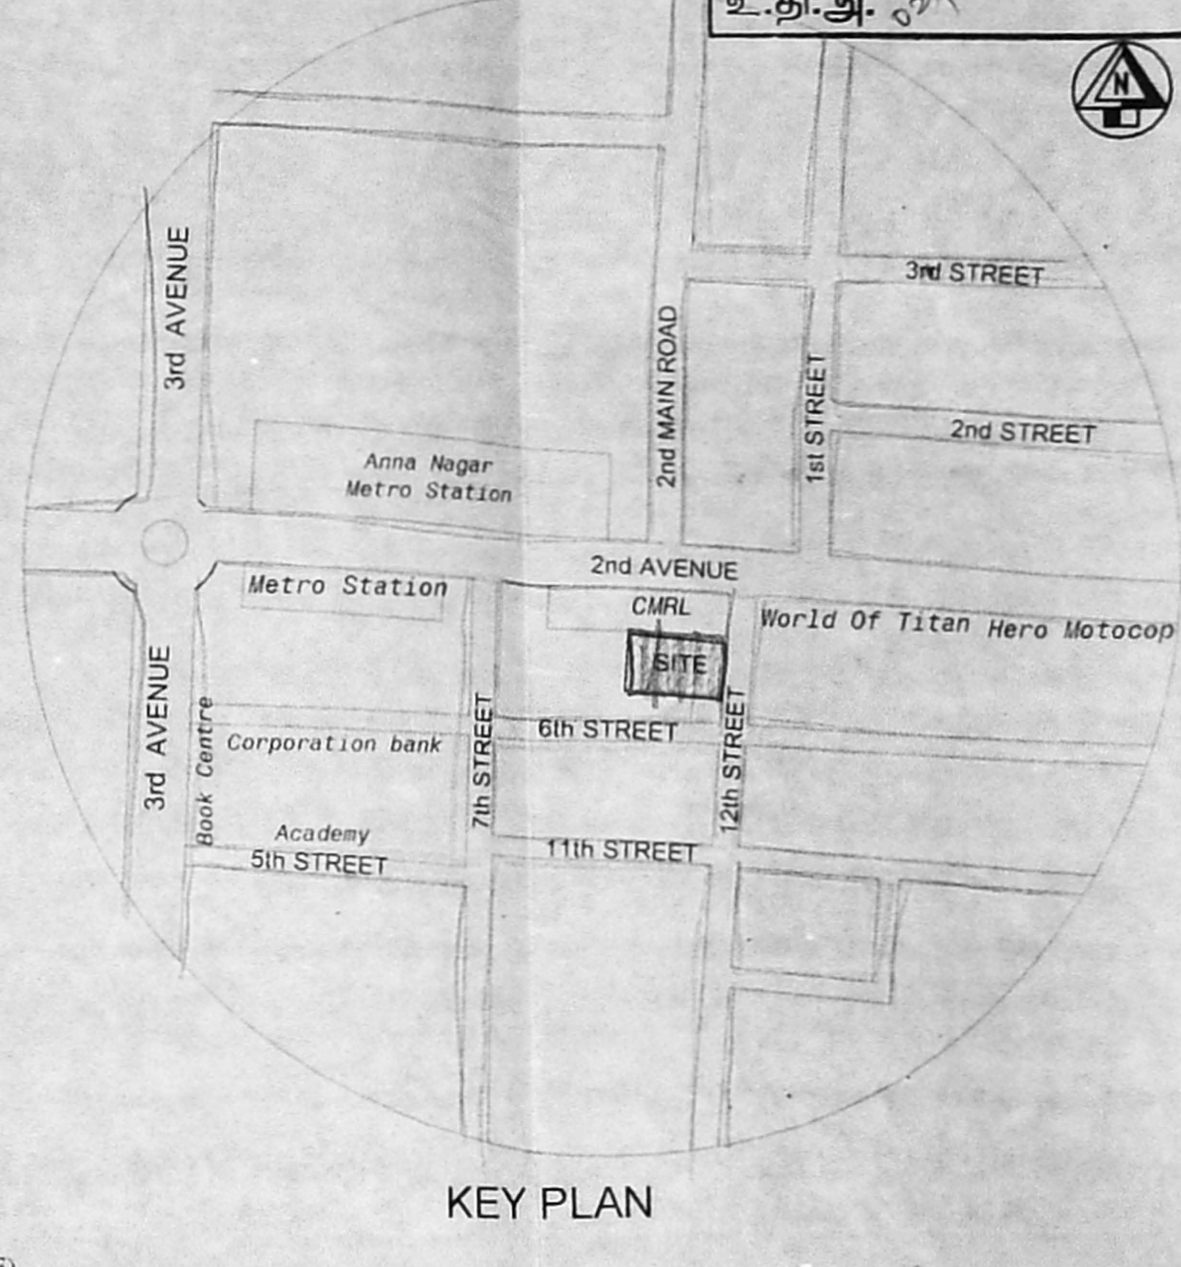 உ.தி.அ.
N
3rd AVENUE
3rd STREET
2nd MAIN ROAD
1st STREET
2nd STREET
Anna Nagar
Metro Station
2nd AVENUE
Metro Station
CMRL
World Of Titan
Hero Motocop
SITE
3rd AVENUE
Book Centre
Corporation bank
7th STREET
6th STREET
12th STREET
Academy
5th STREET
11th STREET
KEY PLAN